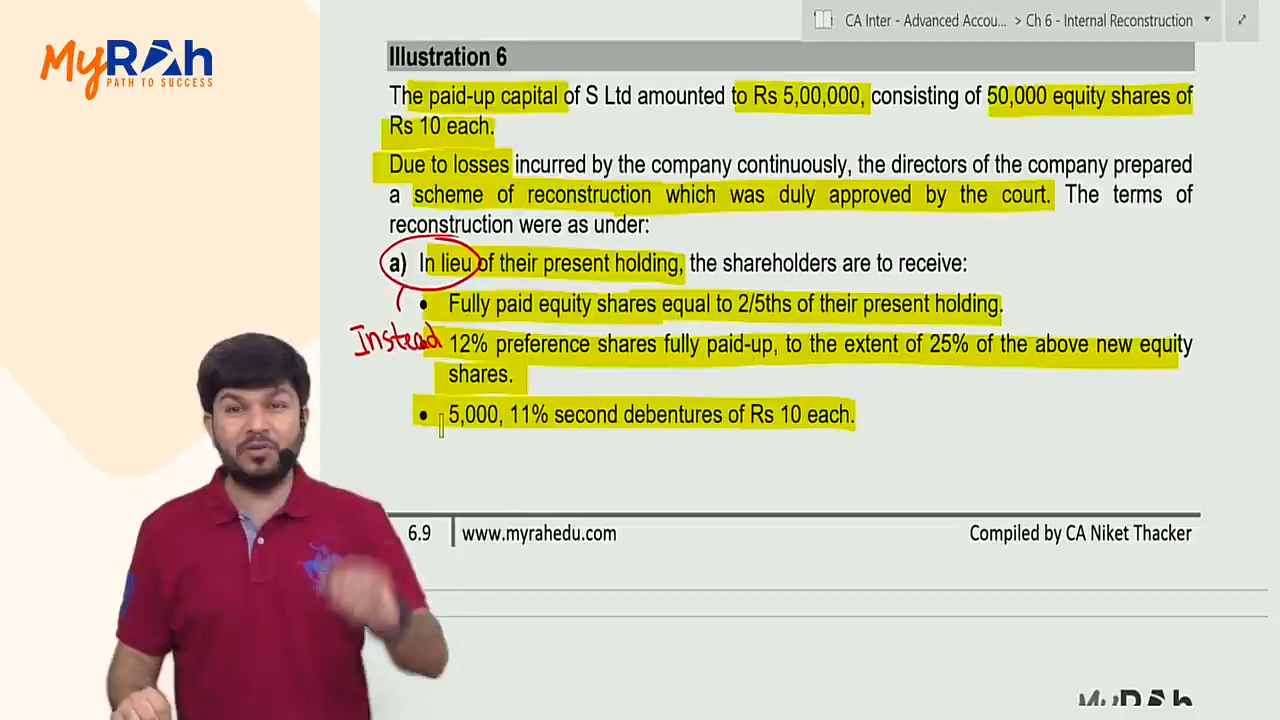 MyRAh
PATH TO SUCCESS
CA Inter - Advanced Accou... > Ch 6 - Internal Reconstruction
Illustration 6
The paid-up capital of S Ltd amounted to Rs 5,00,000, consisting of 50,000 equity shares of
Rs 10 each.
Due to losses incurred by the company continuously, the directors of the company prepared
a scheme of reconstruction which was duly approved by the court. The terms of
reconstruction were as under:
a) In lieu of their present holding, the shareholders are to receive:
• Fully paid equity shares equal to 2/5ths of their present holding.
Instead
12% preference shares fully paid-up, to the extent of 25% of the above new equity
shares.
• 5,000, 11% second debentures of Rs 10 each.
6.9 www.myrahedu.com Compiled by CA Niket Thacker
MyRAh